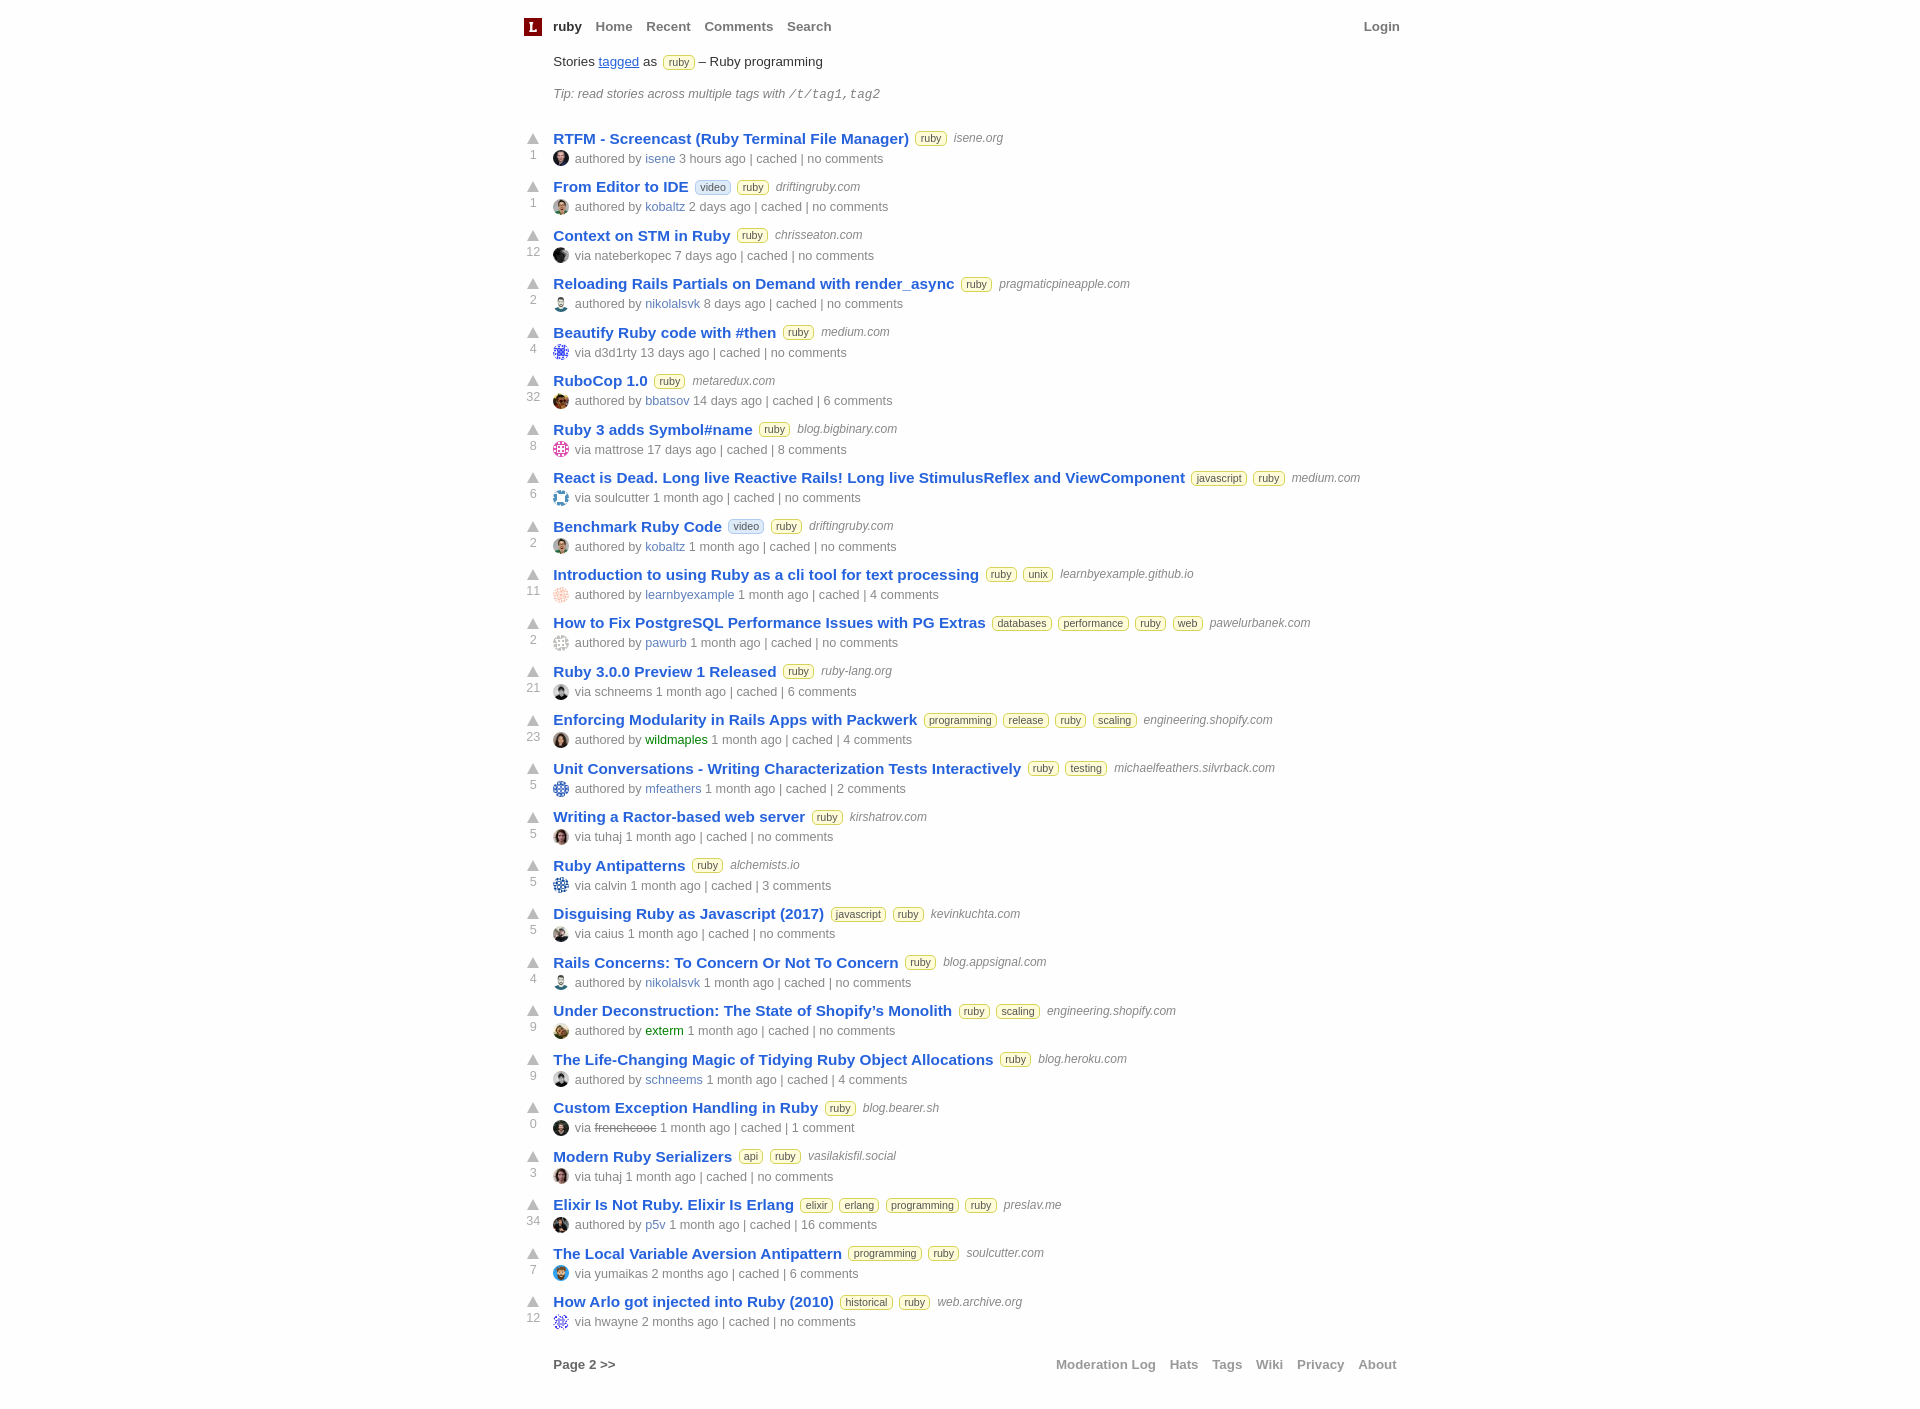 L ruby Home Recent Comments Search Login
Stories tagged as ruby – Ruby programming
Tip: read stories across multiple tags with /t/tag1,tag2
RTFM - Screencast (Ruby Terminal File Manager) ruby isene.org
1 authored by isene 3 hours ago | cached | no comments
From Editor to IDE video ruby driftingruby.com
1 authored by kobaltz 2 days ago | cached | no comments
Context on STM in Ruby ruby chrisseaton.com
12 via nateberkopec 7 days ago | cached | no comments
Reloading Rails Partials on Demand with render_async ruby pragmaticpineapple.com
2 authored by nikolalsvk 8 days ago | cached | no comments
Beautify Ruby code with #then ruby medium.com
4 via d3d1rty 13 days ago | cached | no comments
RuboCop 1.0 ruby metaredux.com
32 authored by bbatsov 14 days ago | cached | 6 comments
Ruby 3 adds Symbol#name ruby blog.bigbinary.com
8 via mattrose 17 days ago | cached | 8 comments
React is Dead. Long live Reactive Rails! Long live StimulusReflex and ViewComponent javascript ruby medium.com
6 via soulcutter 1 month ago | cached | no comments
Benchmark Ruby Code video ruby driftingruby.com
2 authored by kobaltz 1 month ago | cached | no comments
Introduction to using Ruby as a cli tool for text processing ruby unix learnbyexample.github.io
11 authored by learnbyexample 1 month ago | cached | 4 comments
How to Fix PostgreSQL Performance Issues with PG Extras databases performance ruby web pawelurbanek.com
2 authored by pawurb 1 month ago | cached | no comments
Ruby 3.0.0 Preview 1 Released ruby ruby-lang.org
21 via schneems 1 month ago | cached | 6 comments
Enforcing Modularity in Rails Apps with Packwerk programming release ruby scaling engineering.shopify.com
23 authored by wildmaples 1 month ago | cached | 4 comments
Unit Conversations - Writing Characterization Tests Interactively ruby testing michaelfeathers.silvrback.com
5 authored by mfeathers 1 month ago | cached | 2 comments
Writing a Ractor-based web server ruby kirshatrov.com
5 via tuhaj 1 month ago | cached | no comments
Ruby Antipatterns ruby alchemists.io
5 via calvin 1 month ago | cached | 3 comments
Disguising Ruby as Javascript (2017) javascript ruby kevinkuchta.com
5 via caius 1 month ago | cached | no comments
Rails Concerns: To Concern Or Not To Concern ruby blog.appsignal.com
4 authored by nikolalsvk 1 month ago | cached | no comments
Under Deconstruction: The State of Shopify’s Monolith ruby scaling engineering.shopify.com
9 authored by exterm 1 month ago | cached | no comments
The Life-Changing Magic of Tidying Ruby Object Allocations ruby blog.heroku.com
9 authored by schneems 1 month ago | cached | 4 comments
Custom Exception Handling in Ruby ruby blog.bearer.sh
0 via frenchcooc 1 month ago | cached | 1 comment
Modern Ruby Serializers api ruby vasilakisfil.social
3 via tuhaj 1 month ago | cached | no comments
Elixir Is Not Ruby. Elixir Is Erlang elixir erlang programming ruby preslav.me
34 authored by p5v 1 month ago | cached | 16 comments
The Local Variable Aversion Antipattern programming ruby soulcutter.com
7 via yumaikas 2 months ago | cached | 6 comments
How Arlo got injected into Ruby (2010) historical ruby web.archive.org
12 via hwayne 2 months ago | cached | no comments
Page 2 >> Moderation Log Hats Tags Wiki Privacy About